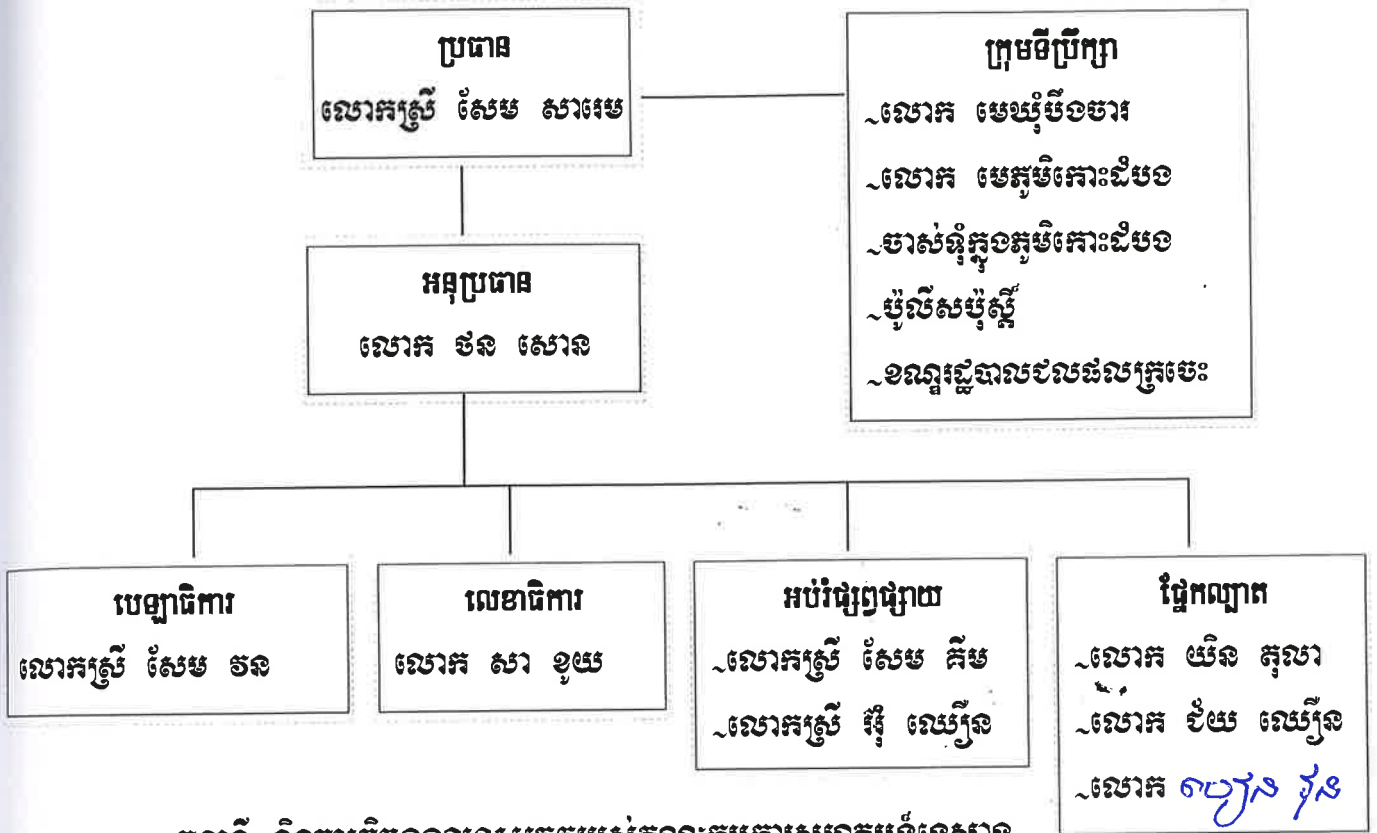 ប្រធាន
លោកស្រី សែម សារេម
ក្រុមទីប្រឹក្សា
~លោក មេឃុំបឹងចារ
~លោក មេភូមិកោះដំបង
~ចាស់ទុំក្នុងភូមិកោះដំបង
~ប៉ូលីសប៉ុស្តិ៍
~ខណ្ឌរដ្ឋបាលជលផលក្រចេះ
អនុប្រធាន
លោក ថន សោន
បេឡាធិការ
លោកស្រី សែម វន
លេខាធិការ
លោក សា ខូយ
អប់រំផ្សព្វផ្សាយ
~លោកស្រី សែម គីម
~លោកស្រី អ៊ុំ ឈឿន
ផ្នែកល្បាត
~លោក យិន តុលា
~លោក ជ័យ ឈឿន
~លោក